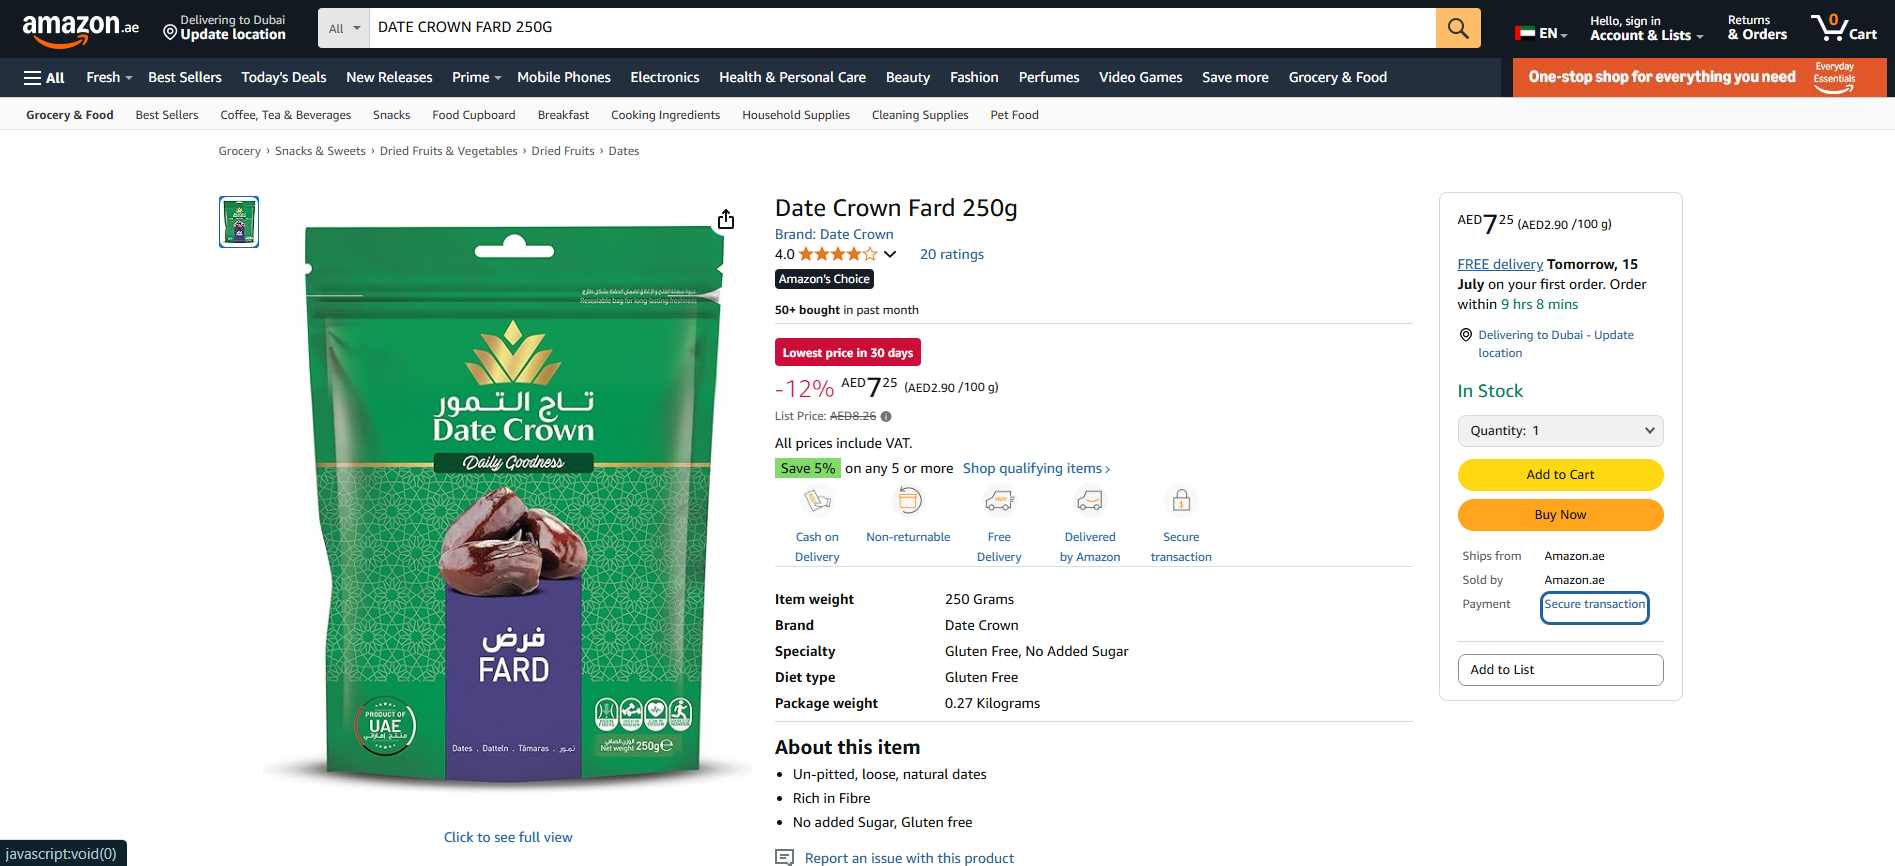 amazon.ae
Delivering to Dubai
Update location
All
DATE CROWN FARD 250G
EN
Hello, sign in
Account & Lists
Returns
& Orders
0
Cart
All
Fresh
Best Sellers
Today's Deals
New Releases
Prime
Mobile Phones
Electronics
Health & Personal Care
Beauty
Fashion
Perfumes
Video Games
Save more
Grocery & Food
One-stop shop for everything you need
Everyday
Essentials
Grocery & Food
Best Sellers
Coffee, Tea & Beverages
Snacks
Food Cupboard
Breakfast
Cooking Ingredients
Household Supplies
Cleaning Supplies
Pet Food
Grocery › Snacks & Sweets › Dried Fruits & Vegetables › Dried Fruits › Dates
Resealable bag for long-lasting freshness
تاج التمور
Date Crown
Daily Goodness
فرض
FARD
PRODUCT OF
UAE
منتج إماراتي
Dates . Datteln . Tâmaras . تمور
الوزن الصافي
Net weight 250g℮
Click to see full view
Date Crown Fard 250g
Brand: Date Crown
4.0
20 ratings
Amazon's Choice
50+ bought in past month
Lowest price in 30 days
-12% AED7 25 (AED2.90 /100 g)
List Price: AED8.26
All prices include VAT.
Save 5% on any 5 or more Shop qualifying items ›
Cash on
Delivery
Non-returnable
Free
Delivery
Delivered
by Amazon
Secure
transaction
Item weight 250 Grams
Brand Date Crown
Specialty Gluten Free, No Added Sugar
Diet type Gluten Free
Package weight 0.27 Kilograms
About this item
• Un-pitted, loose, natural dates
• Rich in Fibre
• No added Sugar, Gluten free
Report an issue with this product
AED7 25 (AED2.90 /100 g)
FREE delivery Tomorrow, 15
July on your first order. Order
within 9 hrs 8 mins
Delivering to Dubai - Update
location
In Stock
Quantity: 1
Add to Cart
Buy Now
Ships from Amazon.ae
Sold by Amazon.ae
Payment Secure transaction
Add to List
javascript:void(0)